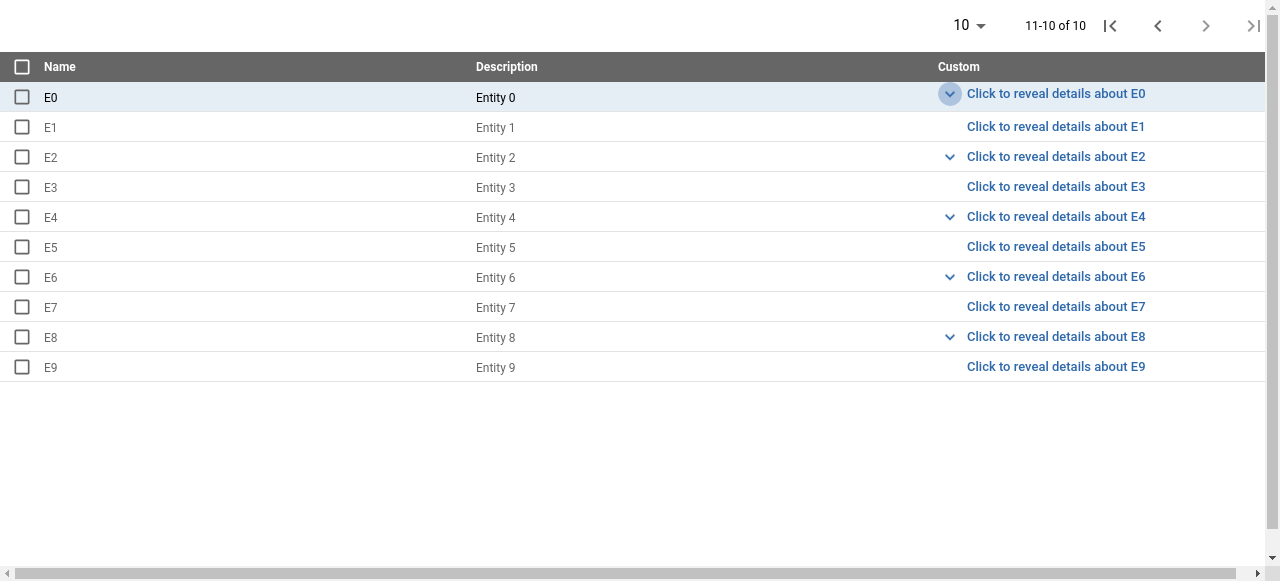 10 11-10 of 10
Name Description Custom
E0 Entity 0 Click to reveal details about E0
E1 Entity 1 Click to reveal details about E1
E2 Entity 2 Click to reveal details about E2
E3 Entity 3 Click to reveal details about E3
E4 Entity 4 Click to reveal details about E4
E5 Entity 5 Click to reveal details about E5
E6 Entity 6 Click to reveal details about E6
E7 Entity 7 Click to reveal details about E7
E8 Entity 8 Click to reveal details about E8
E9 Entity 9 Click to reveal details about E9